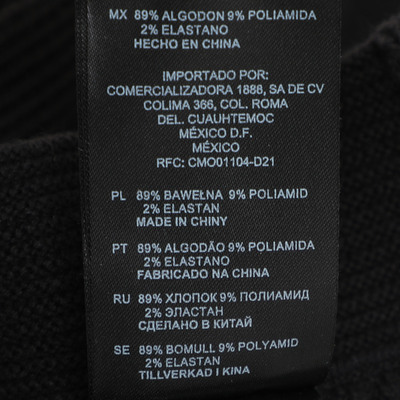 MX 89% ALGODON 9% POLIAMIDA
2% ELASTANO
HECHO EN CHINA
IMPORTADO POR:
COMERCIALIZADORA 1888, SA DE CV
COLIMA 366, COL. ROMA
DEL. CUAUHTEMOC
MÉXICO D.F.
MÉXICO
RFC: CMO01104-D21
PL 89% BAWEŁNA 9% POLIAMID
2% ELASTAN
MADE IN CHINY
PT 89% ALGODÃO 9% POLIAMIDA
2% ELASTANO
FABRICADO NA CHINA
RU 89% ХЛОПОК 9% ПОЛИАМИД
2% ЭЛАСТАН
СДЕЛАНО В КИТАЙ
SE 89% BOMULL 9% POLYAMID
2% ELASTAN
TILLVERKAD I KINA